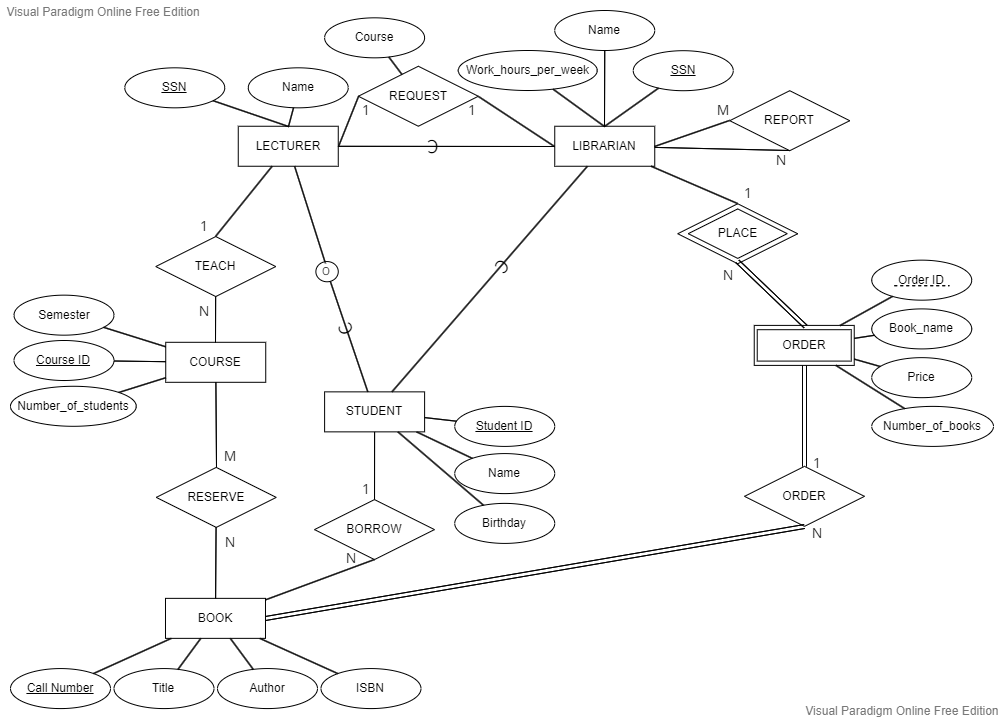 Visual Paradigm Online Free Edition
Name
Course
Work_hours_per_week
SSN
SSN
Name
REQUEST
1
1
M
REPORT
N
LECTURER
LIBRARIAN
1
PLACE
N
1
TEACH
N
O
Order ID
Book_name
Price
Number_of_books
ORDER
Semester
Course ID
Number_of_students
COURSE
STUDENT
Student ID
Name
Birthday
M
RESERVE
N
1
BORROW
N
1
ORDER
N
BOOK
Call Number
Title
Author
ISBN
Visual Paradigm Online Free Edition